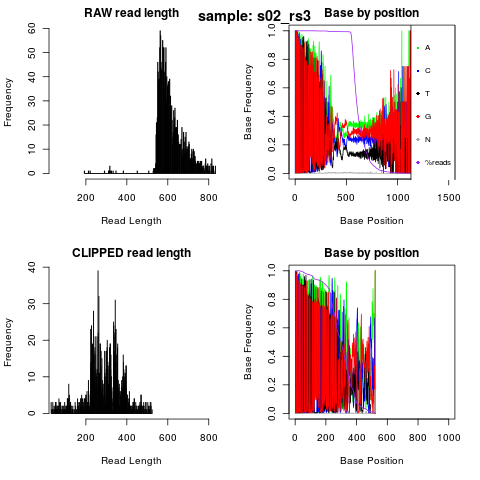 sample: s02_rs3
RAW read length
Frequency
0 10 20 30 40 50 60
200 400 600 800
Read Length
Base by position
Base Frequency
0.0 0.2 0.4 0.6 0.8 1.0
A
C
T
G
N
%reads
0 500 1000 1500
Base Position
CLIPPED read length
Frequency
0 10 20 30 40
200 400 600 800
Read Length
Base by position
Base Frequency
0.0 0.2 0.4 0.6 0.8 1.0
0 200 400 600 800 1000
Base Position